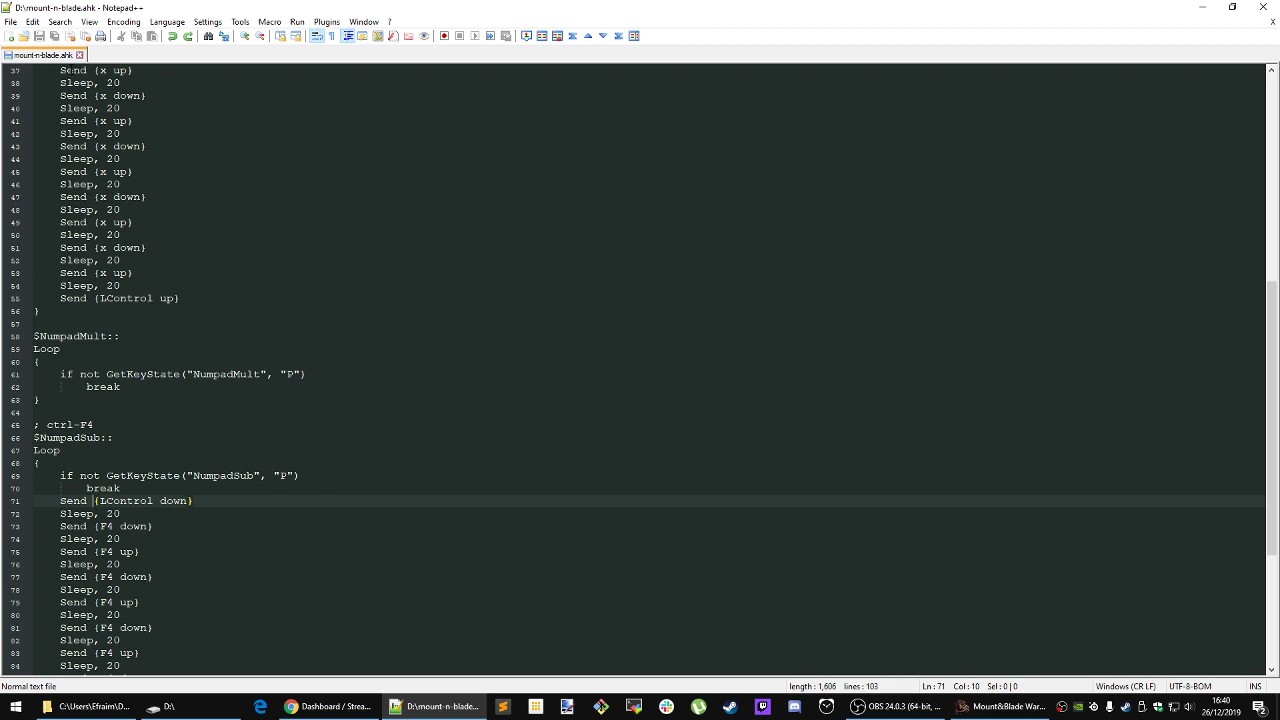 D:\mount-n-blade.ahk - Notepad++
File Edit Search View Encoding Language Settings Tools Macro Run Plugins Window ?
mount-n-blade.ahk
37 Send {x up}
38 Sleep, 20
39 Send {x down}
40 Sleep, 20
41 Send {x up}
42 Sleep, 20
43 Send {x down}
44 Sleep, 20
45 Send {x up}
46 Sleep, 20
47 Send {x down}
48 Sleep, 20
49 Send {x up}
50 Sleep, 20
51 Send {x down}
52 Sleep, 20
53 Send {x up}
54 Sleep, 20
55 Send {LControl up}
56 }
57
58 $NumpadMult::
59 Loop
60 {
61 if not GetKeyState("NumpadMult", "P")
62 break
63 }
64
65 ; ctrl-F4
66 $NumpadSub::
67 Loop
68 {
69 if not GetKeyState("NumpadSub", "P")
70 break
71 Send {LControl down}
72 Sleep, 20
73 Send {F4 down}
74 Sleep, 20
75 Send {F4 up}
76 Sleep, 20
77 Send {F4 down}
78 Sleep, 20
79 Send {F4 up}
80 Sleep, 20
81 Send {F4 down}
82 Sleep, 20
83 Send {F4 up}
84 Sleep, 20
Normal text file length : 1,606 lines : 103 Ln : 71 Col : 10 Sel : 0 | 0 Windows (CR LF) UTF-8-BOM INS
C:\Users\Efraim\D... D:\ Dashboard / Strea... D:\mount-n-blade... OBS 24.0.3 (64-bit, ... Mount&Blade War... 16:40
26/12/2019